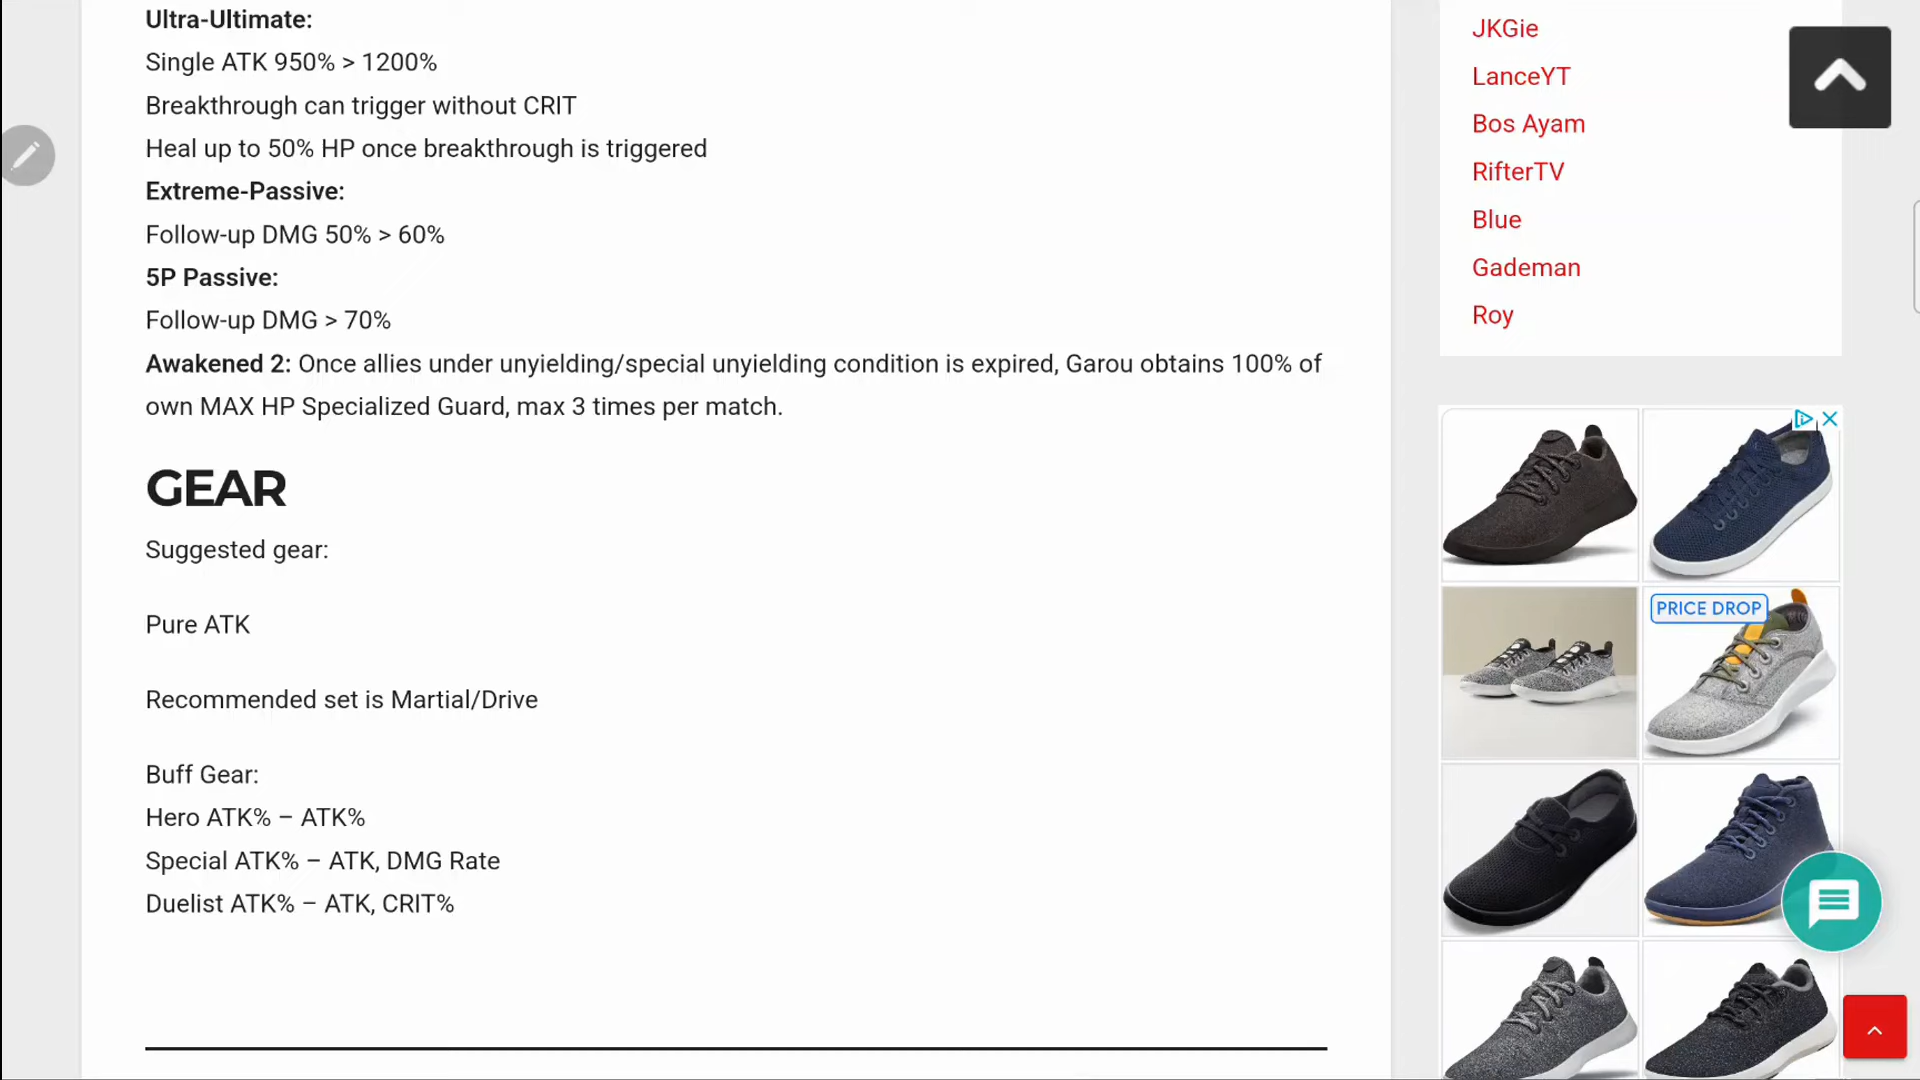 Ultra-Ultimate:
Single ATK 950% > 1200%
Breakthrough can trigger without CRIT
Heal up to 50% HP once breakthrough is triggered
Extreme-Passive:
Follow-up DMG 50% > 60%
5P Passive:
Follow-up DMG > 70%
Awakened 2: Once allies under unyielding/special unyielding condition is expired, Garou obtains 100% of
own MAX HP Specialized Guard, max 3 times per match.
GEAR
Suggested gear:
Pure ATK
Recommended set is Martial/Drive
Buff Gear:
Hero ATK% – ATK%
Special ATK% – ATK, DMG Rate
Duelist ATK% – ATK, CRIT%
JKGie
LanceYT
Bos Ayam
RifterTV
Blue
Gademan
Roy
PRICE DROP